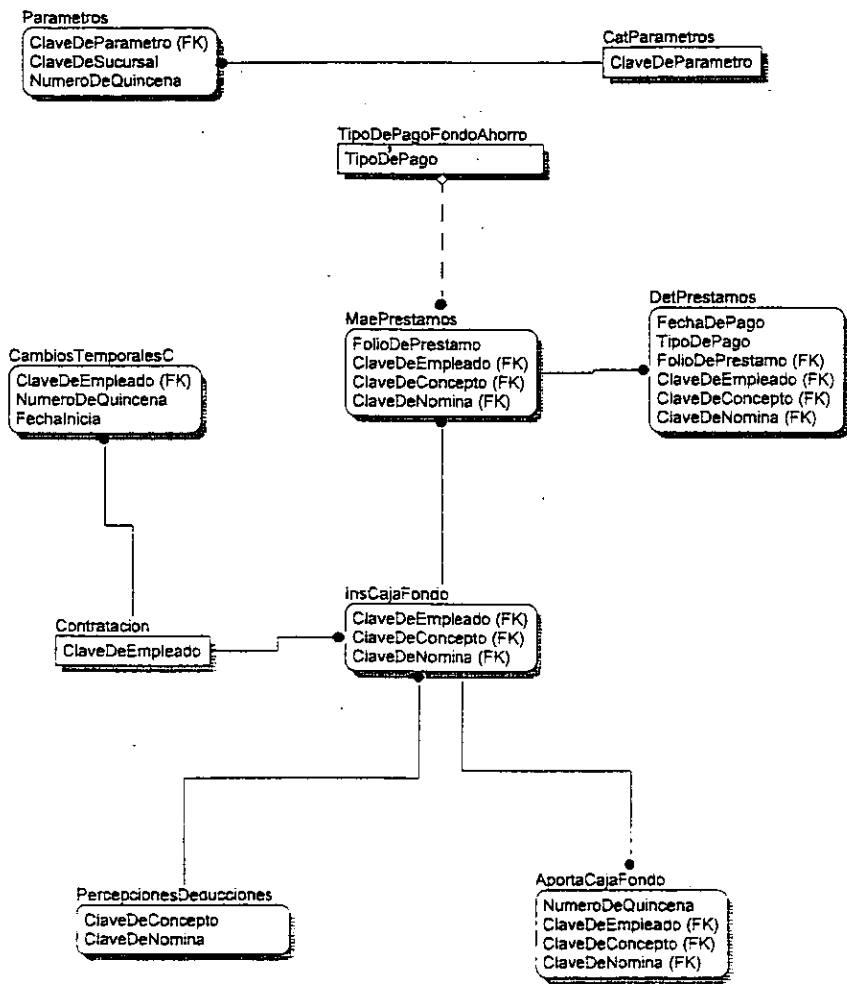 Parametros
ClaveDeParametro (FK)
ClaveDeSucursal
NumeroDeQuincena
CatParametros
ClaveDeParametro
TipoDePagoFondoAhorro
TipoDePago
MaePrestamos
FolioDePrestamo
ClaveDeEmpleado (FK)
ClaveDeConcepto (FK)
ClaveDeNomina (FK)
DetPrestamos
FechaDePago
TipoDePago
FolioDePrestamo (FK)
ClaveDeEmpleado (FK)
ClaveDeConcepto (FK)
ClaveDeNomina (FK)
CambiosTemporalesC
ClaveDeEmpleado (FK)
NumeroDeQuincena
FechaInicia
InsCajaFondo
ClaveDeEmpleado (FK)
ClaveDeConcepto (FK)
ClaveDeNomina (FK)
Contratacion
ClaveDeEmpleado
PercepcionesDeducciones
ClaveDeConcepto
ClaveDeNomina
AportaCajaFondo
NumeroDeQuincena
ClaveDeEmpleado (FK)
ClaveDeConcepto (FK)
ClaveDeNomina (FK)